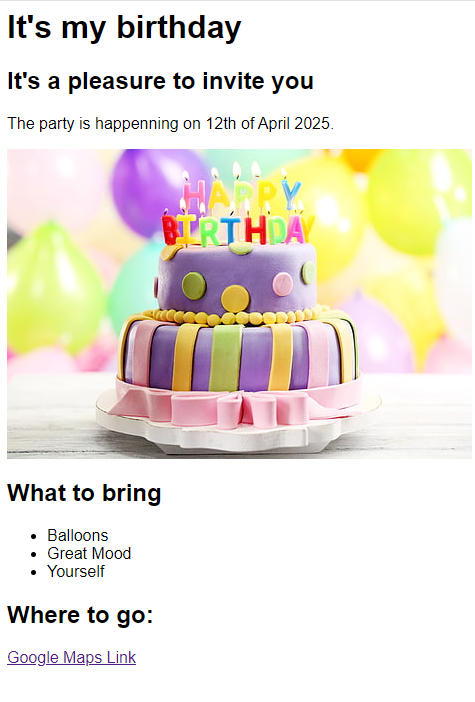 It's my birthday
It's a pleasure to invite you
The party is happenning on 12th of April 2025.
HAPPY
BIRTHDAY
What to bring
Balloons
Great Mood
Yourself
Where to go:
Google Maps Link